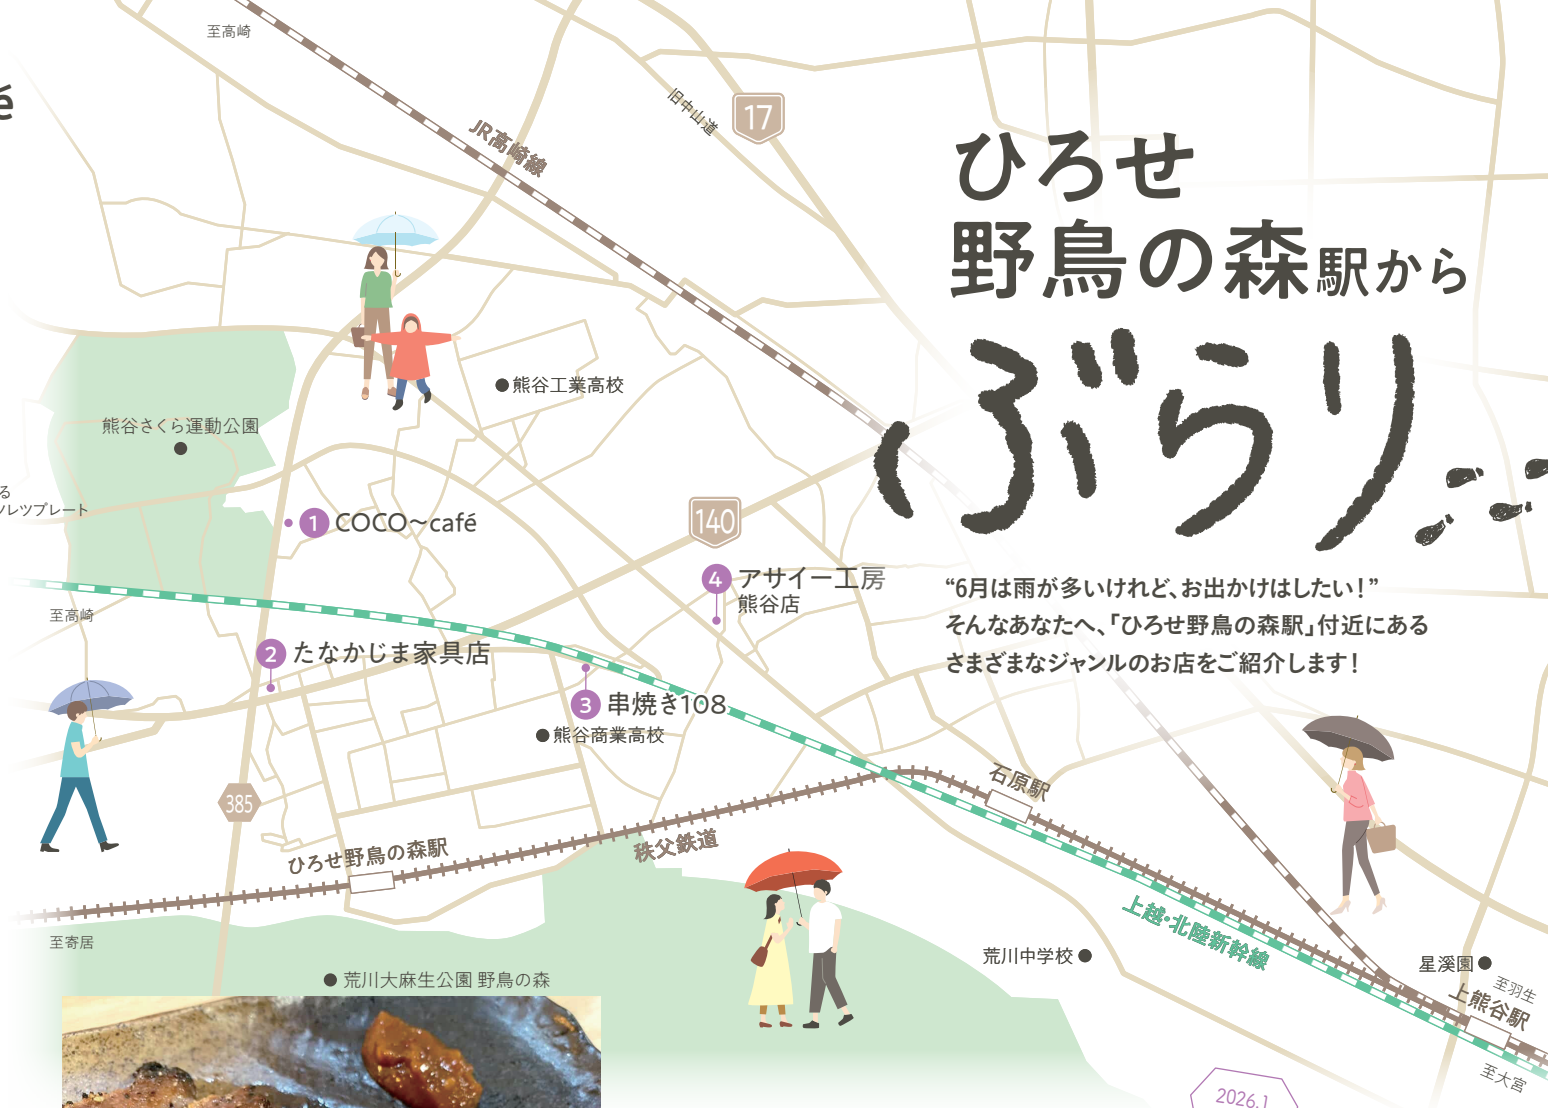 ひろせ
野鳥の森駅から
ぶらり
“6月は雨が多いけれど、お出かけはしたい！”
そんなあなたへ、「ひろせ野鳥の森駅」付近にある
さまざまなジャンルのお店をご紹介します！
至高崎
JR高崎線
旧中山道
17
é
熊谷工業高校
熊谷さくら運動公園
る
ルレツプレート
1 COCO〜café
140
4 アサイー工房
熊谷店
至高崎
2 たなかじま家具店
3 串焼き108
熊谷商業高校
385
石原駅
ひろせ野鳥の森駅
秩父鉄道
上越・北陸新幹線
至寄居
荒川大麻生公園 野鳥の森
荒川中学校
星溪園
至羽生
上熊谷駅
至大宮
2026.1